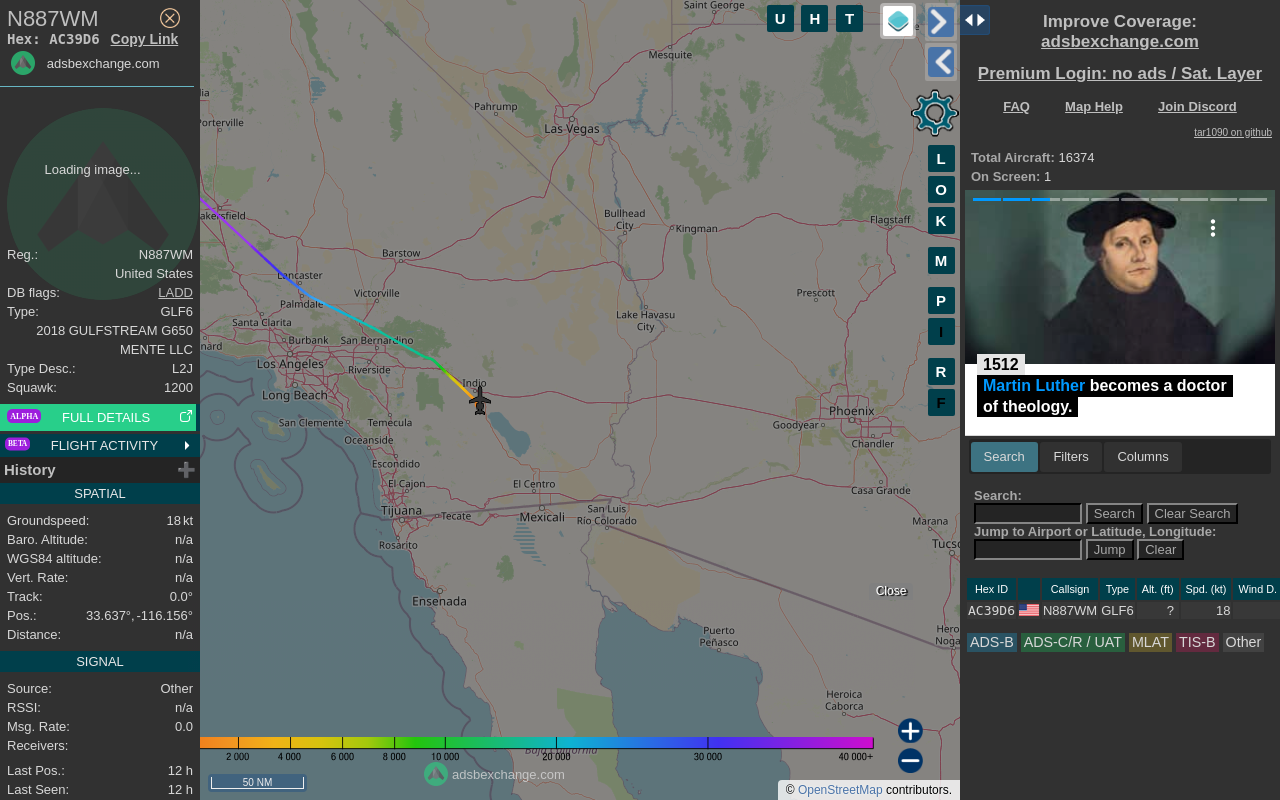 N887WM
Hex: AC39D6 Copy Link
adsbexchange.com
Loading image...
Reg.: N887WM
United States
DB flags: LADD
Type: GLF6
2018 GULFSTREAM G650
MENTE LLC
Type Desc.: L2J
Squawk: 1200
ALPHA FULL DETAILS
BETA FLIGHT ACTIVITY
History
SPATIAL
Groundspeed: 18 kt
Baro. Altitude: n/a
WGS84 altitude: n/a
Vert. Rate: n/a
Track: 0.0°
Pos.: 33.637°, -116.156°
Distance: n/a
SIGNAL
Source: Other
RSSI: n/a
Msg. Rate: 0.0
Receivers:
Last Pos.: 12 h
Last Seen: 12 h
Saint George
U H T
Mesquite
Pahrump
Las Vegas
Porterville
akersfield
Bullhead
City
Kingman
Flagstaff
Barstow
Lancaster
Palmdale
Victorville
Prescott
Santa Clarita
Lake Havasu
City
nard
Burbank
San Bernardino
Los Angeles
Riverside
Indio
Long Beach
Phoenix
San Clemente
Temecula
Goodyear
Oceanside
Chandler
Escondido
El Cajon
El Centro
Casa Grande
Tijuana
Tecate
Mexicali
San Luis
Río Colorado
Marana
Rosarito
Tucso
Close
Ensenada
Puerto
Peñasco
Hero
Noga
Heroica
Caborca
Baja California
L
O
K
M
P
I
R
F
2 000 4 000 6 000 8 000 10 000 20 000 30 000 40 000+
adsbexchange.com
50 NM
© OpenStreetMap contributors.
Improve Coverage:
adsbexchange.com
Premium Login: no ads / Sat. Layer
FAQ Map Help Join Discord
tar1090 on github
Total Aircraft: 16374
On Screen: 1
1512
Martin Luther becomes a doctor
of theology.
Search Filters Columns
Search:
Search Clear Search
Jump to Airport or Latitude, Longitude:
Jump Clear
Hex ID Callsign Type Alt. (ft) Spd. (kt) Wind D.
AC39D6 N887WM GLF6 ? 18
ADS-B ADS-C/R / UAT MLAT TIS-B Other